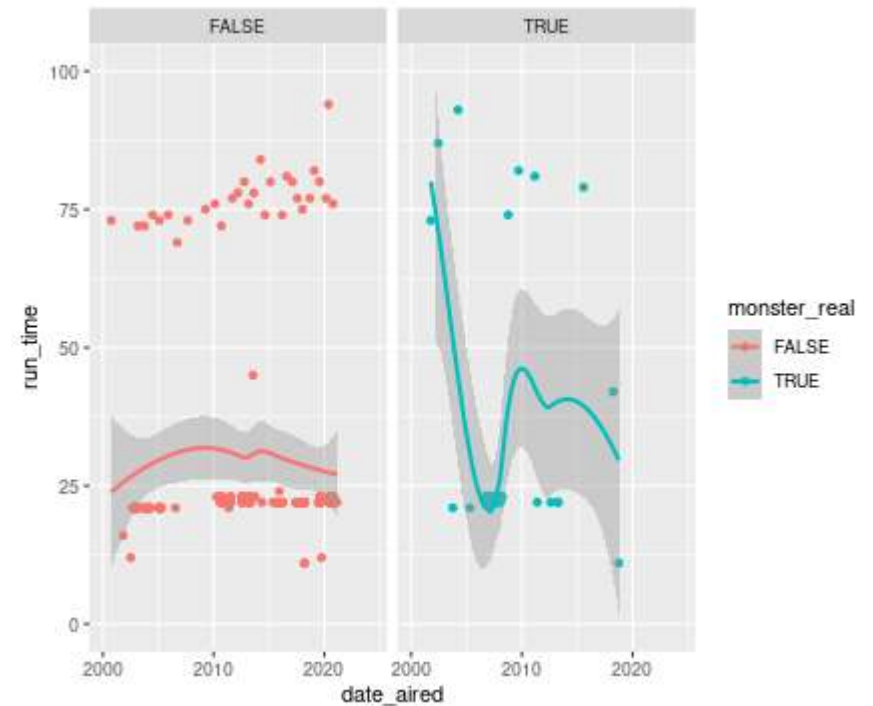 FALSE
TRUE
100
75
50
25
0
run_time
2000
2010
2020
2000
2010
2020
date_aired
monster_real
FALSE
TRUE